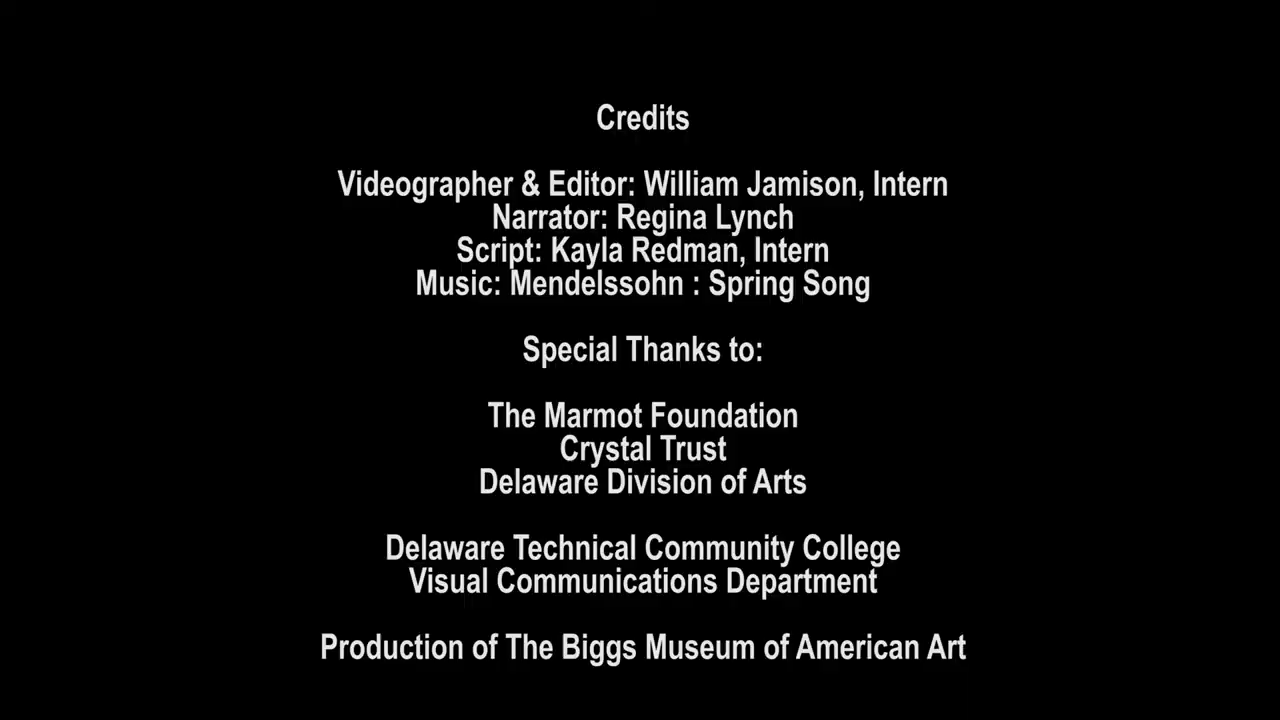 Credits
Videographer & Editor: William Jamison, Intern
Narrator: Regina Lynch
Script: Kayla Redman, Intern
Music: Mendelssohn : Spring Song
Special Thanks to:
The Marmot Foundation
Crystal Trust
Delaware Division of Arts
Delaware Technical Community College
Visual Communications Department
Production of The Biggs Museum of American Art